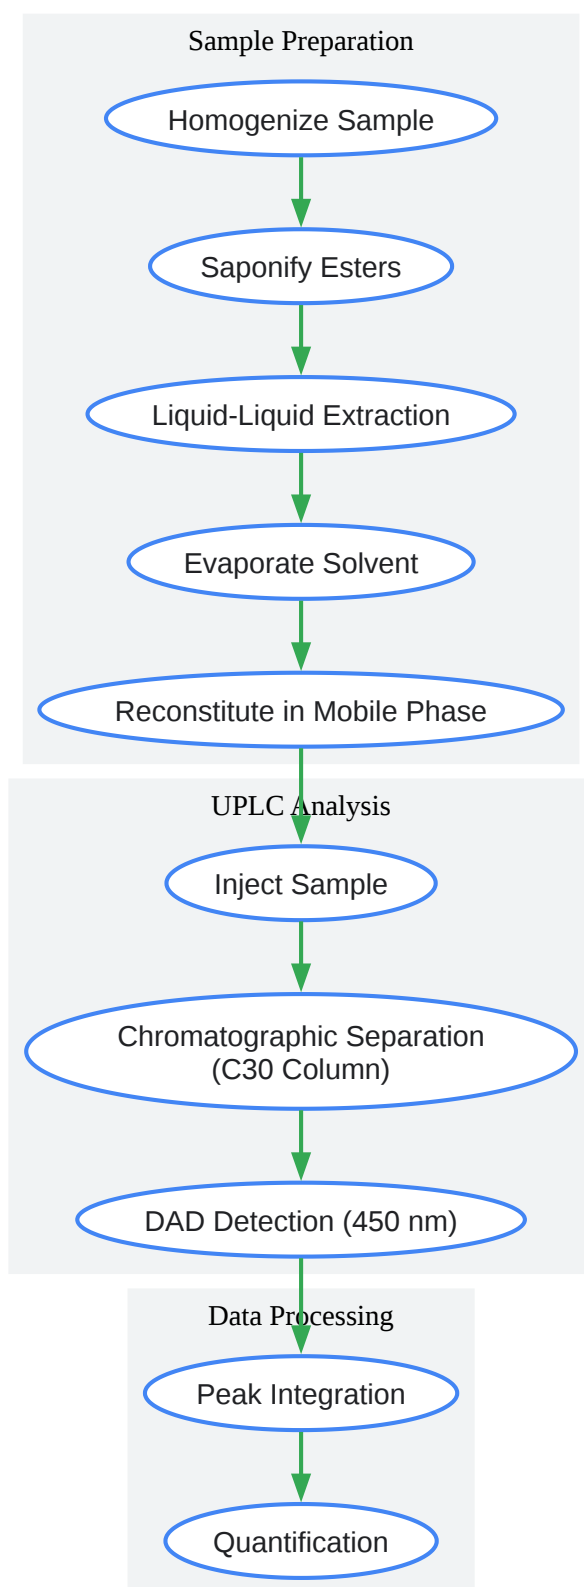 Sample Preparation
Homogenize Sample
Saponify Esters
Liquid-Liquid Extraction
Evaporate Solvent
Reconstitute in Mobile Phase
UPLC Analysis
Inject Sample
Chromatographic Separation
(C30 Column)
DAD Detection (450 nm)
Data Processing
Peak Integration
Quantification